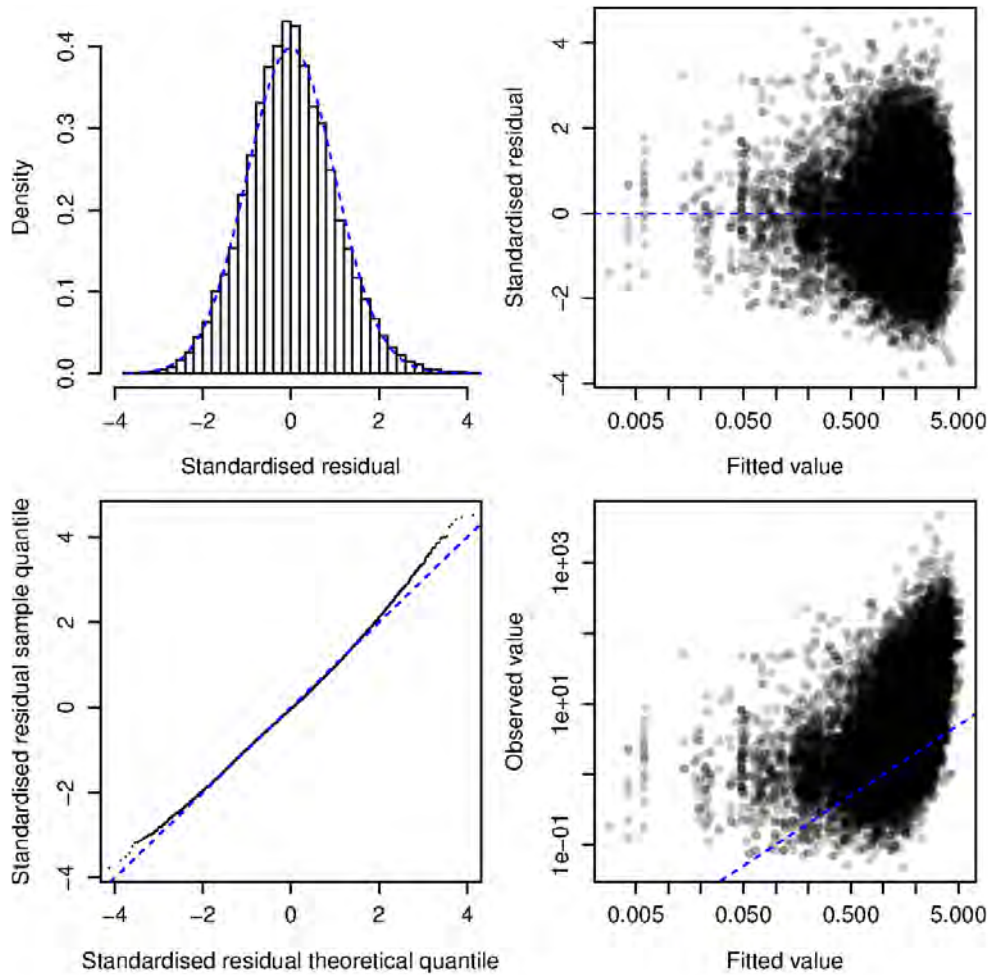 Density
0.0 0.1 0.2 0.3 0.4
−4 −2 0 2 4
Standardised residual
Standardised residual
−4 −2 0 2 4
0.005 0.050 0.500 5.000
Fitted value
Standardised residual sample quantile
−4 −2 0 2 4
−4 −2 0 2 4
Standardised residual theoretical quantile
Observed value
1e−01 1e+01 1e+03
0.005 0.050 0.500 5.000
Fitted value